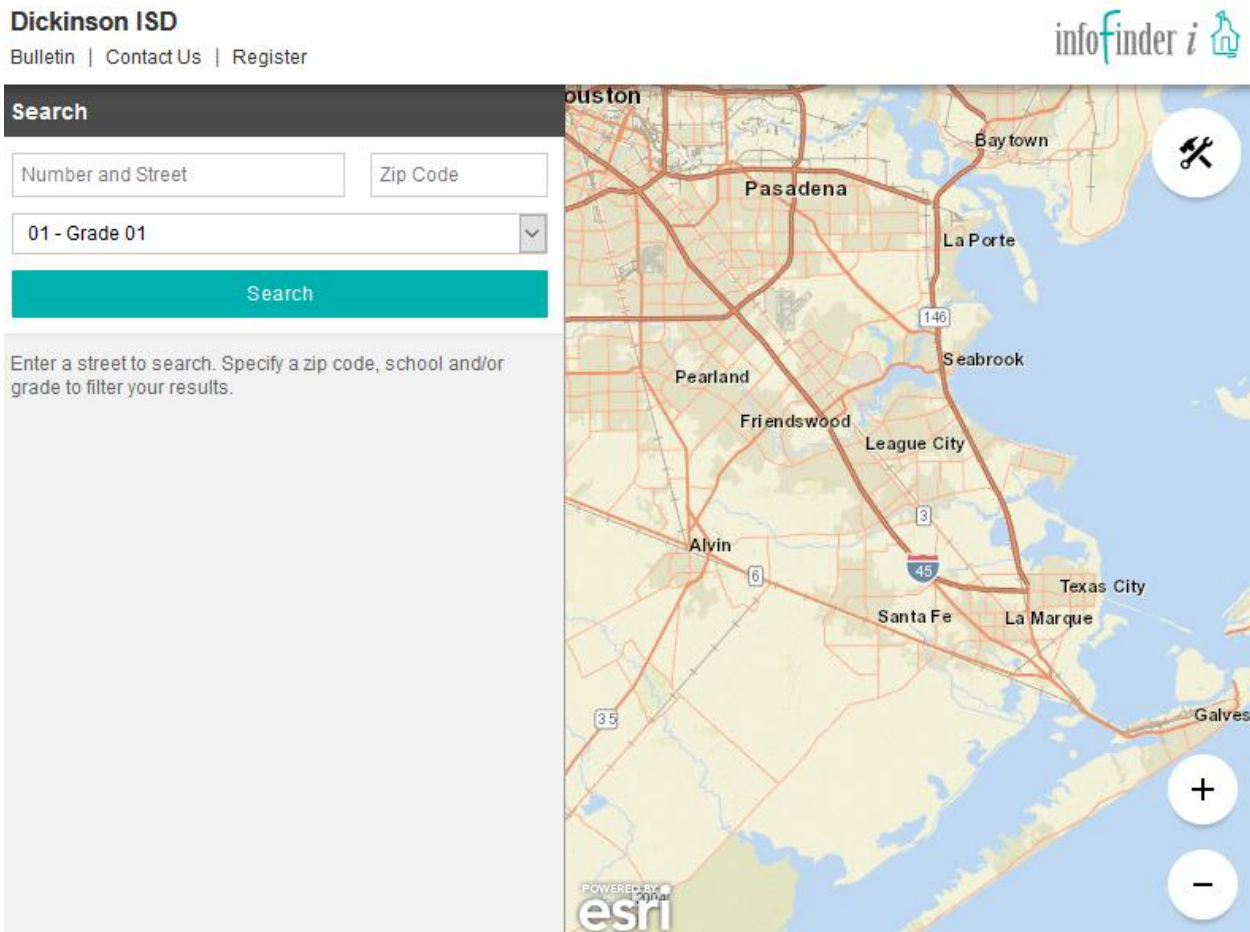 Dickinson ISD
Bulletin | Contact Us | Register
infofinder i
Search
Number and Street
Zip Code
01 - Grade 01
Search
Enter a street to search. Specify a zip code, school and/or
grade to filter your results.
ouston
Baytown
Pasadena
La Porte
146
Seabrook
Pearland
Friendswood
League City
3
Alvin
45
6
Texas City
Santa Fe
La Marque
35
Galves
+
−
POWERED BY
esri